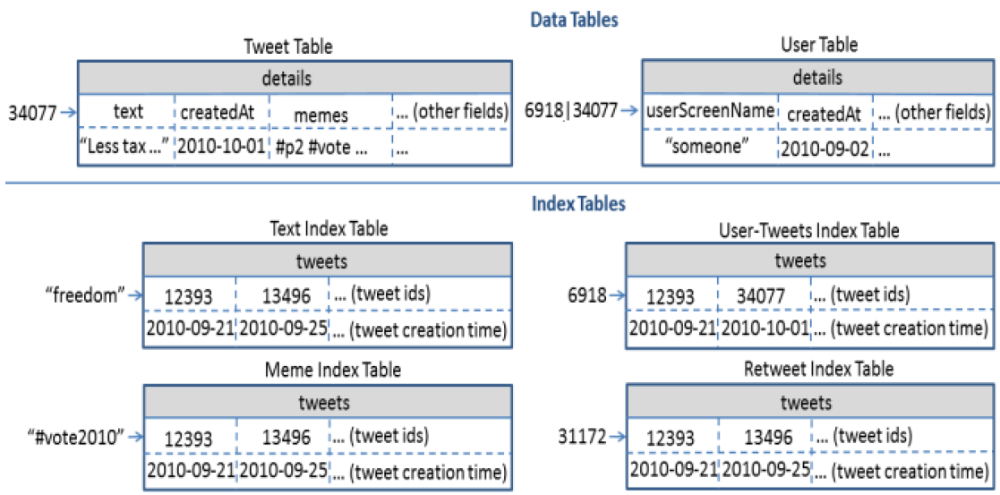 Data Tables
Tweet Table
details
34077
text createdAt memes ... (other fields)
"Less tax ..." 2010-10-01 #p2 #vote ... ...
User Table
details
6918|34077
userScreenName createdAt ... (other fields)
"someone" 2010-09-02 ...
Index Tables
Text Index Table
tweets
"freedom"
12393 13496 ... (tweet ids)
2010-09-21 2010-09-25 ... (tweet creation time)
User-Tweets Index Table
tweets
6918
12393 34077 ... (tweet ids)
2010-09-21 2010-10-01 ... (tweet creation time)
Meme Index Table
tweets
"#vote2010"
12393 13496 ... (tweet ids)
2010-09-21 2010-09-25 ... (tweet creation time)
Retweet Index Table
tweets
31172
12393 13496 ... (tweet ids)
2010-09-21 2010-09-25 ... (tweet creation time)